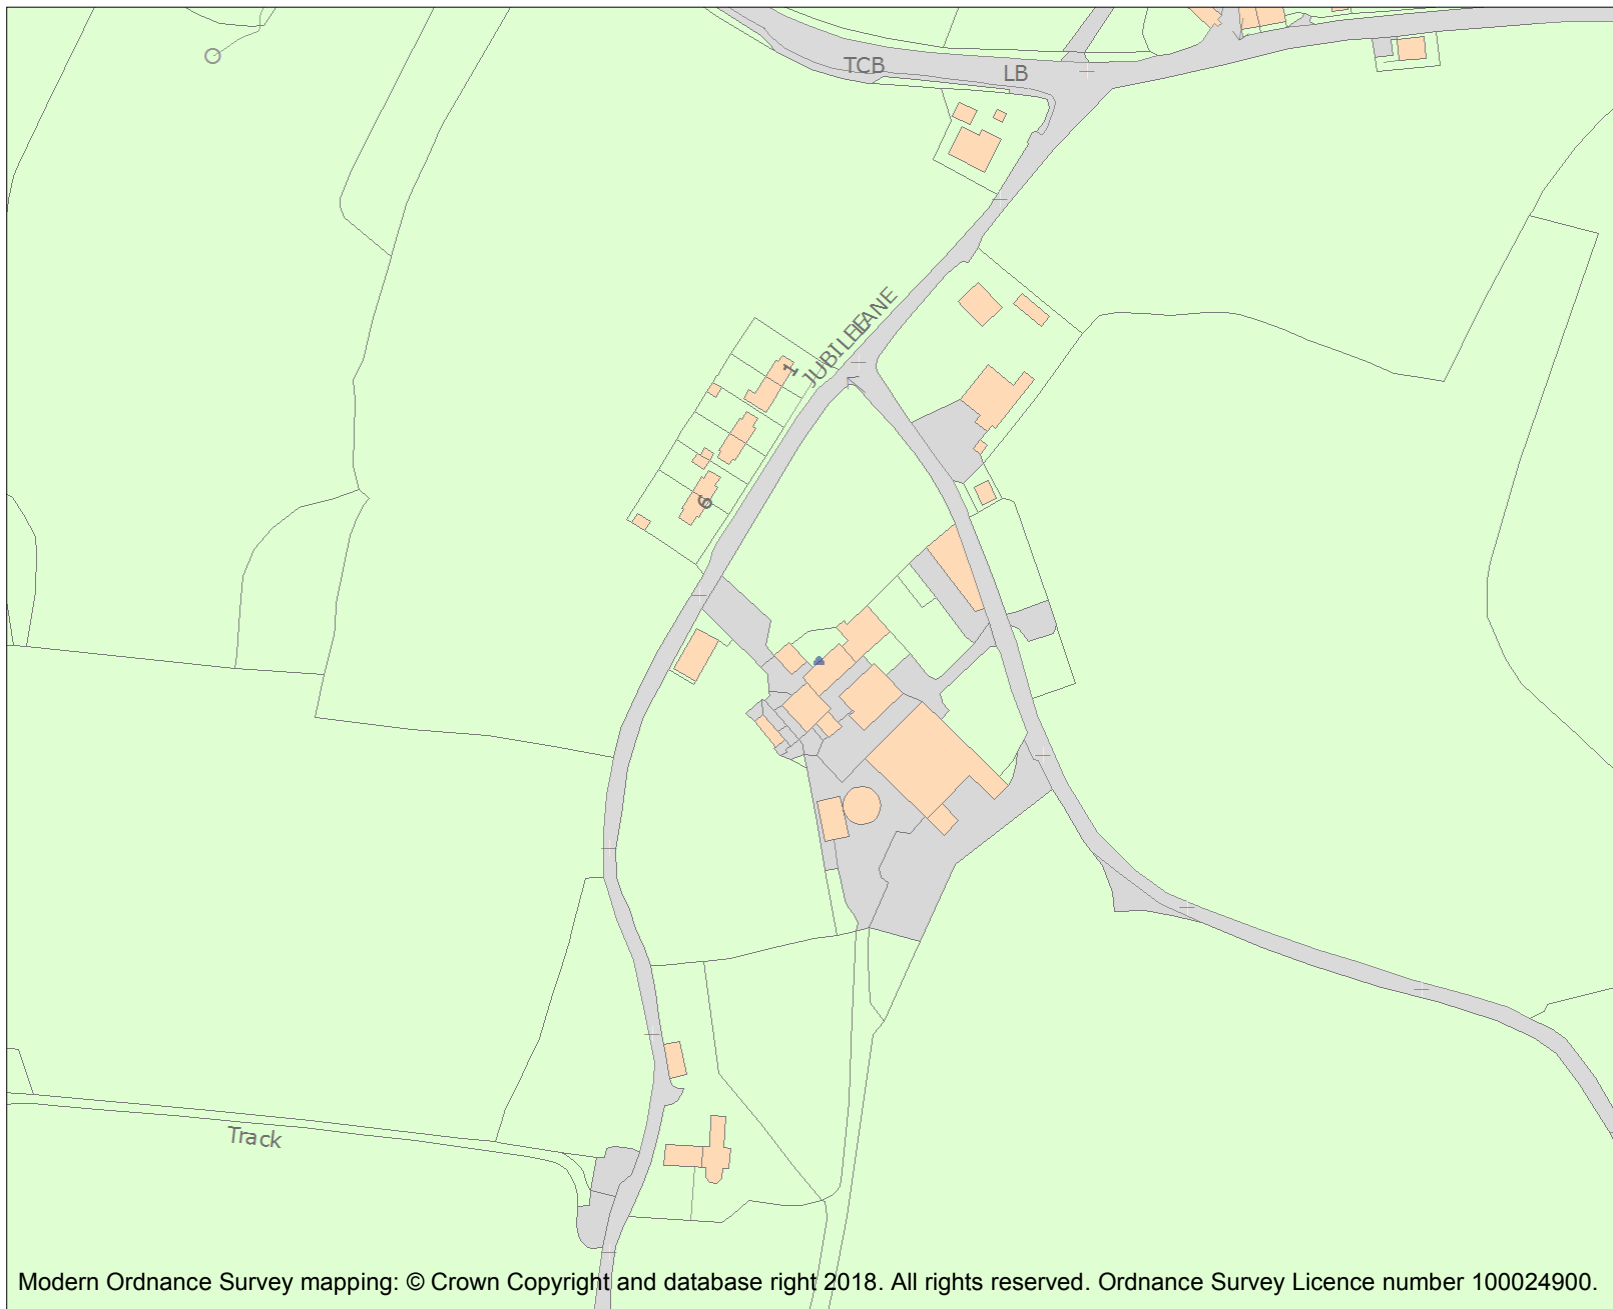 TCB
LB
JUBILEE LANE
1
6
Track
Modern Ordnance Survey mapping: © Crown Copyright and database right 2018. All rights reserved. Ordnance Survey Licence number 100024900.